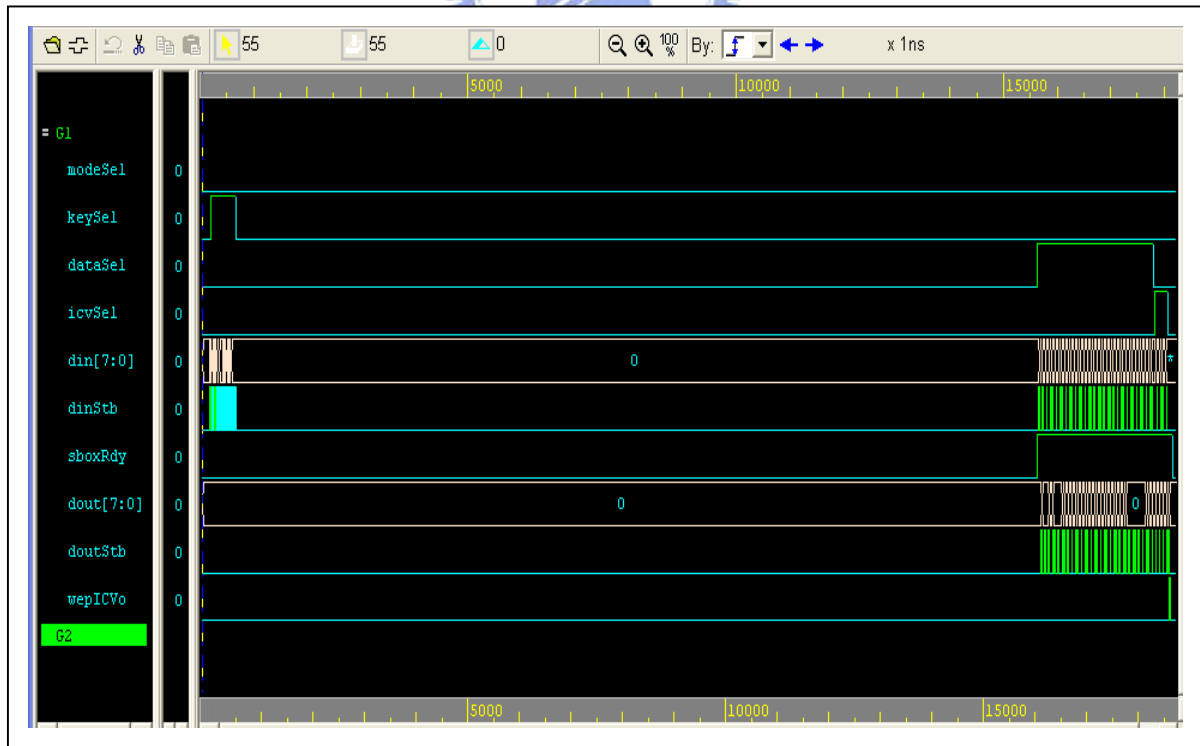 55 55 0 100% By: x 1ns
5000 10000 15000
G1
modeSel 0
keySel 0
dataSel 0
icvSel 0
din[7:0] 0 0 *
dinStb 0
sboxRdy 0
dout[7:0] 0 0 0
doutStb 0
wepICVo 0
G2
5000 10000 15000